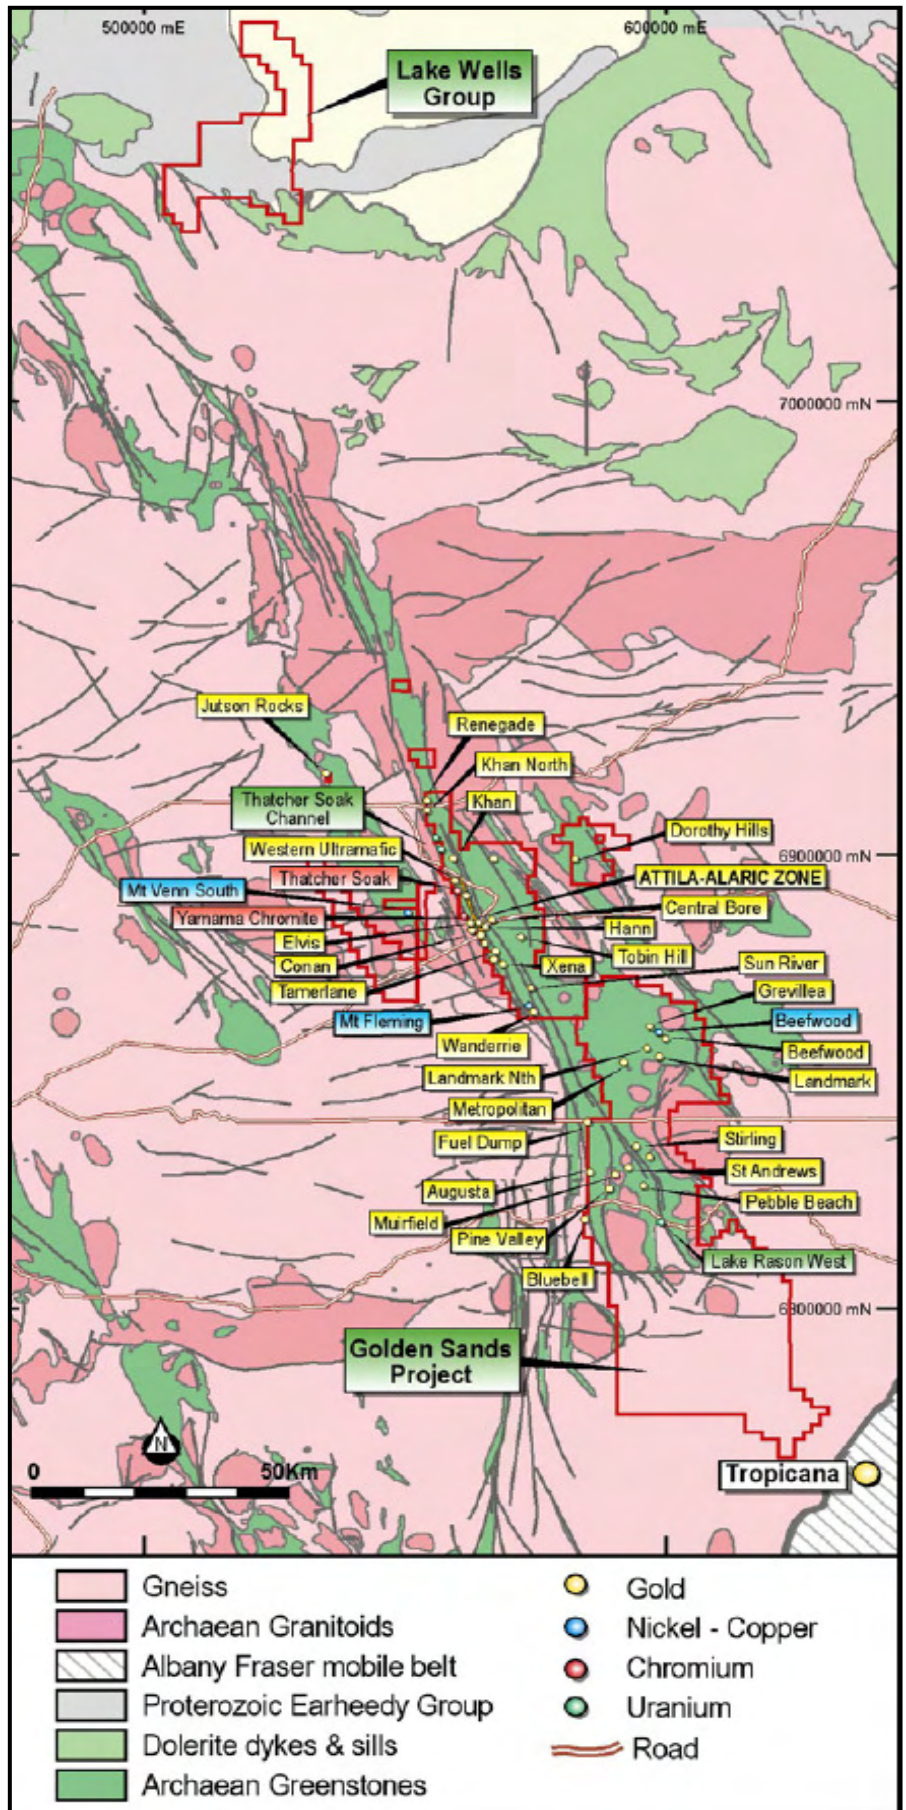 500000 mE
600000 mE
Lake Wells
Group
7000000 mN
Jutson Rocks
Renegade
Khan North
Thatcher Soak
Channel
Khan
Dorothy Hills
Western Ultramafic
6900000 mN
Thatcher Soak
ATTILA-ALARIC ZONE
Mt Venn South
Central Bore
Yamama Chromite
Hann
Elvis
Tobin Hill
Conan
Xena
Sun River
Tamerlane
Grevillea
Mt Fleming
Beefwood
Wanderrie
Beefwood
Landmark Nth
Landmark
Metropolitan
Fuel Dump
Stirling
St Andrews
Augusta
Pebble Beach
Muirfield
Pine Valley
Lake Rason West
Bluebell
6800000 mN
Golden Sands
Project
N
0
50Km
Tropicana
Gneiss
Archaean Granitoids
Albany Fraser mobile belt
Proterozoic Earheedy Group
Dolerite dykes & sills
Archaean Greenstones
Gold
Nickel - Copper
Chromium
Uranium
Road